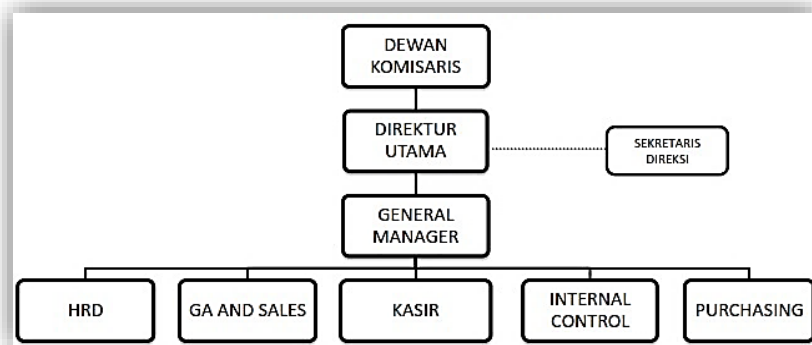 DEWAN
KOMISARIS
DIREKTUR
UTAMA
SEKRETARIS
DIREKSI
GENERAL
MANAGER
HRD
GA AND SALES
KASIR
INTERNAL
CONTROL
PURCHASING